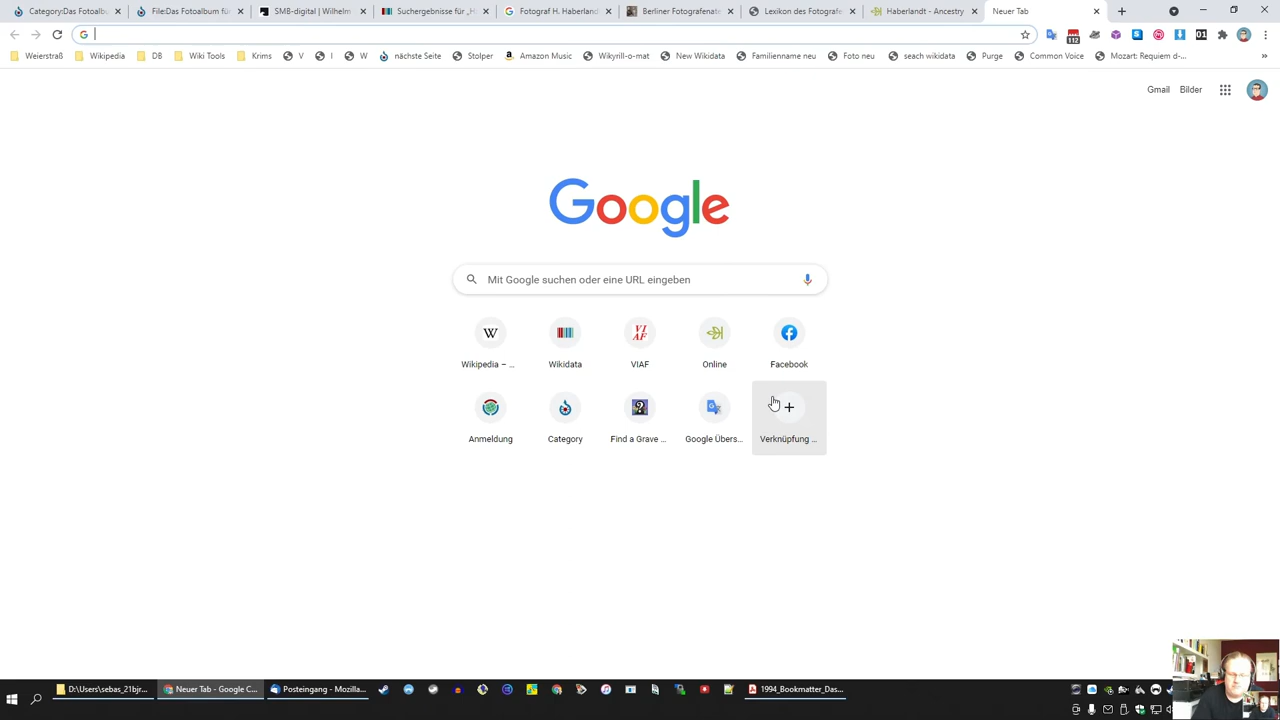 Category:Das Fotoalbu
File:Das Fotoalbum für
SMB-digital | Wilhelm
Suchergebnisse für „H
Fotograf H. Haberland
Berliner Fotografenate
Lexikon des Fotografe
Haberlandt - Ancestry
Neuer Tab
112
01
Weierstraß
Wikipedia
DB
Wiki Tools
Krims
V
I
W
nächste Seite
Stolper
Amazon Music
Wikyrill-o-mat
New Wikidata
Familienname neu
Foto neu
seach wikidata
Purge
Common Voice
Mozart: Requiem d-...
»
Gmail
Bilder
Google
Mit Google suchen oder eine URL eingeben
W
VIAF
Wikipedia – ...
Wikidata
VIAF
Online
Facebook
Anmeldung
Category
Find a Grave ...
Google Übers...
Verknüpfung ...
D:\Users\sebas_21bjr...
Neuer Tab - Google C...
Posteingang - Mozilla...
1994_Bookmatter_Das...